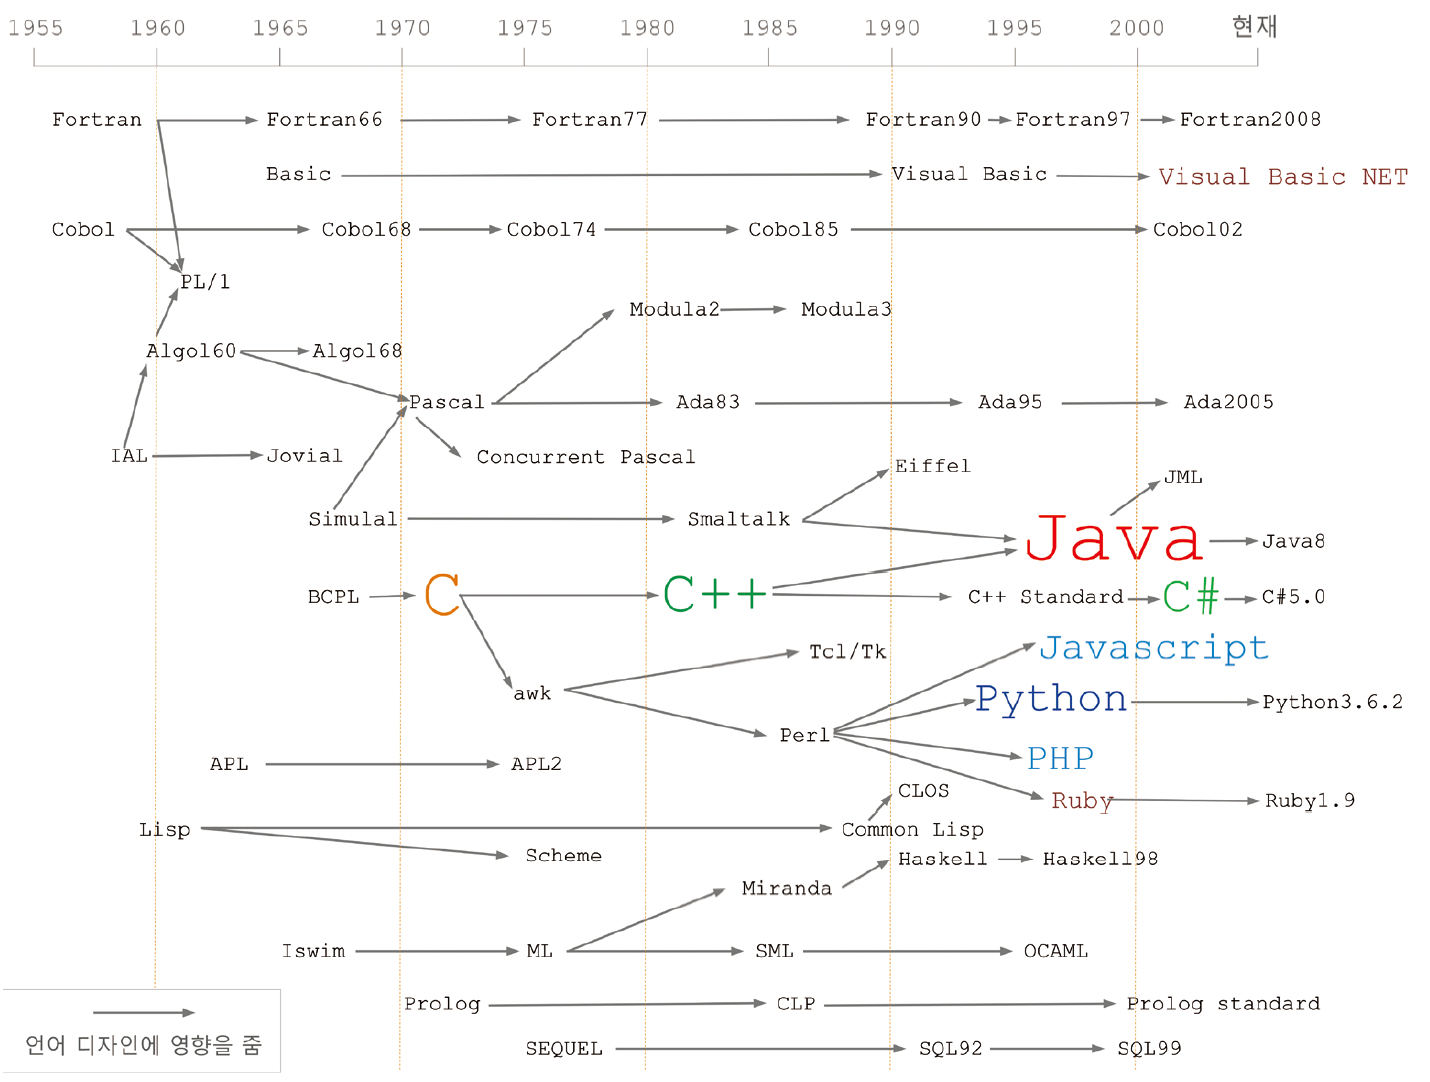 1955 1960 1965 1970 1975 1980 1985 1990 1995 2000 현재
Fortran Fortran66 Fortran77 Fortran90 Fortran97 Fortran2008
Basic Visual Basic Visual Basic NET
Cobol Cobol68 Cobol74 Cobol85 Cobol02
PL/1
Modula2 Modula3
Algol60 Algol68
Pascal Ada83 Ada95 Ada2005
IAL Jovial Concurrent Pascal
Eiffel
JML
Simulal Smaltalk
Java Java8
BCPL C C++ C++ Standard C# C#5.0
Tcl/Tk Javascript
awk Python Python3.6.2
Perl
APL APL2 PHP
CLOS Ruby Ruby1.9
Lisp Common Lisp
Scheme Haskell Haskell98
Miranda
Iswim ML SML OCAML
Prolog CLP Prolog standard
언어 디자인에 영향을 줌
SEQUEL SQL92 SQL99